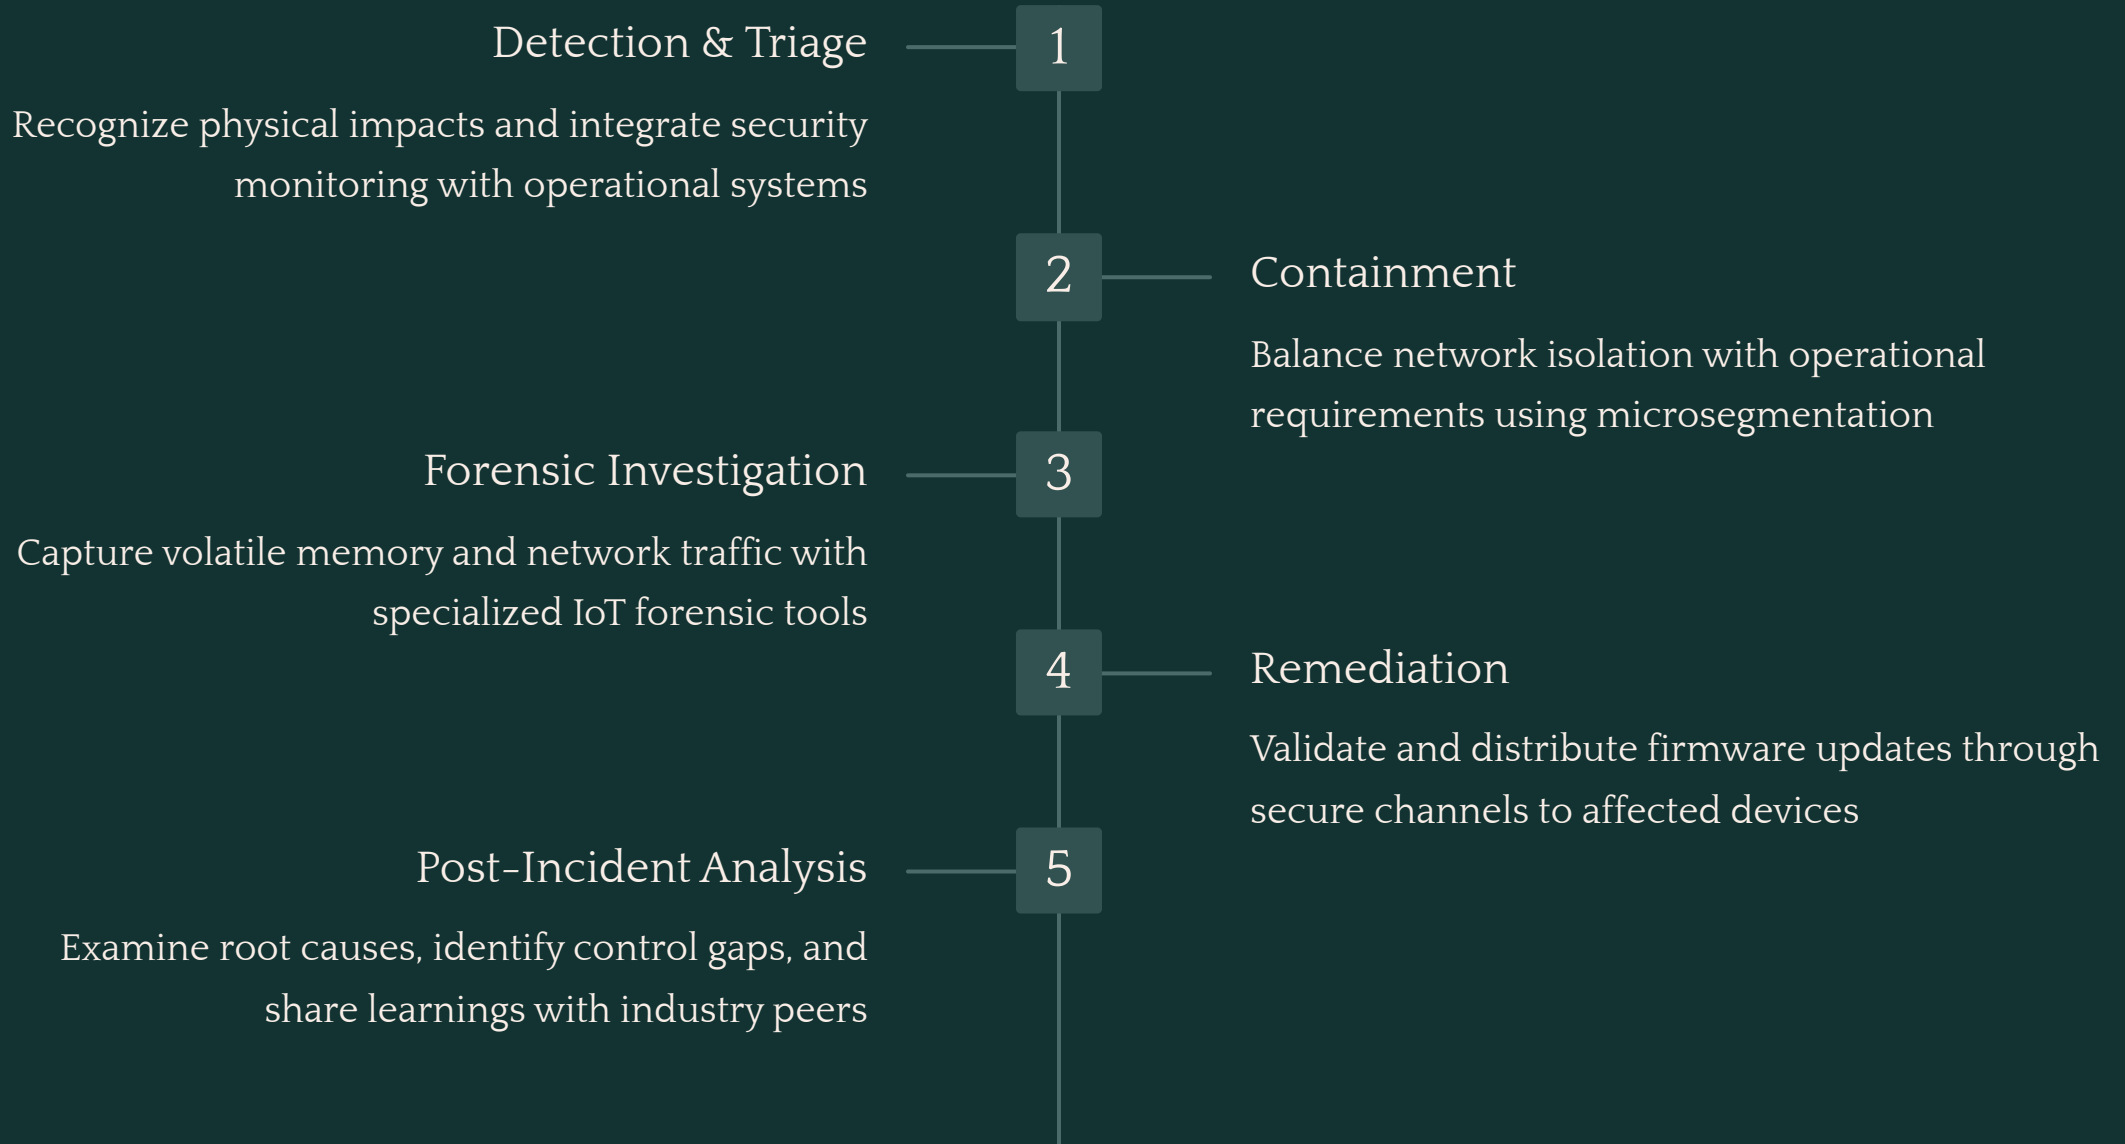 Detection & Triage
1
Recognize physical impacts and integrate security
monitoring with operational systems
2
Containment
Balance network isolation with operational
requirements using microsegmentation
Forensic Investigation
3
Capture volatile memory and network traffic with
specialized IoT forensic tools
4
Remediation
Validate and distribute firmware updates through
secure channels to affected devices
Post-Incident Analysis
5
Examine root causes, identify control gaps, and
share learnings with industry peers